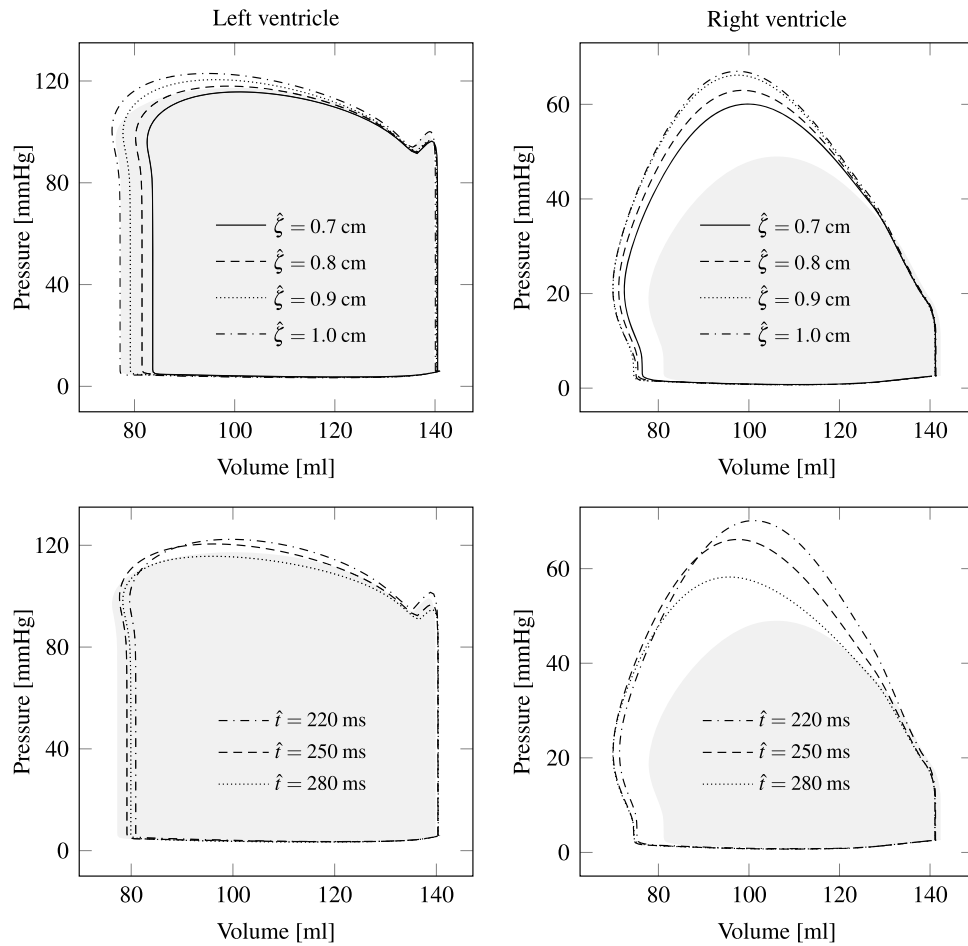 Left ventricle
Right ventricle
Pressure [mmHg]
120
80
40
0
ζ̂ = 0.7 cm
ζ̂ = 0.8 cm
ζ̂ = 0.9 cm
ζ̂ = 1.0 cm
80 100 120 140
Volume [ml]
Pressure [mmHg]
60
40
20
0
ζ̂ = 0.7 cm
ζ̂ = 0.8 cm
ζ̂ = 0.9 cm
ζ̂ = 1.0 cm
80 100 120 140
Volume [ml]
Pressure [mmHg]
120
80
40
0
t̂ = 220 ms
t̂ = 250 ms
t̂ = 280 ms
80 100 120 140
Volume [ml]
Pressure [mmHg]
60
40
20
0
t̂ = 220 ms
t̂ = 250 ms
t̂ = 280 ms
80 100 120 140
Volume [ml]